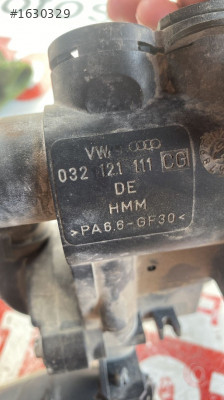 #1630329
VW
032 121 111 CG
DE
HMM
>PA6.6-GF30<